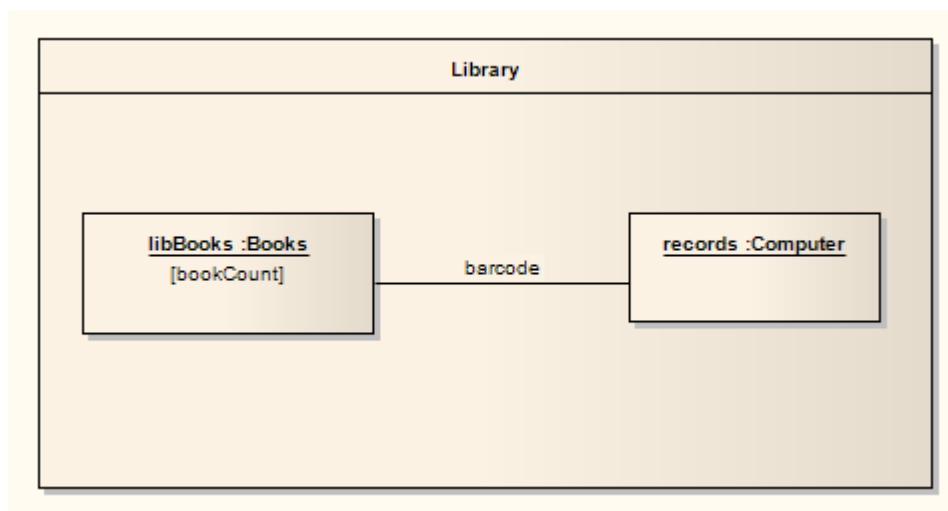 Library
libBooks :Books
[bookCount]
barcode
records :Computer